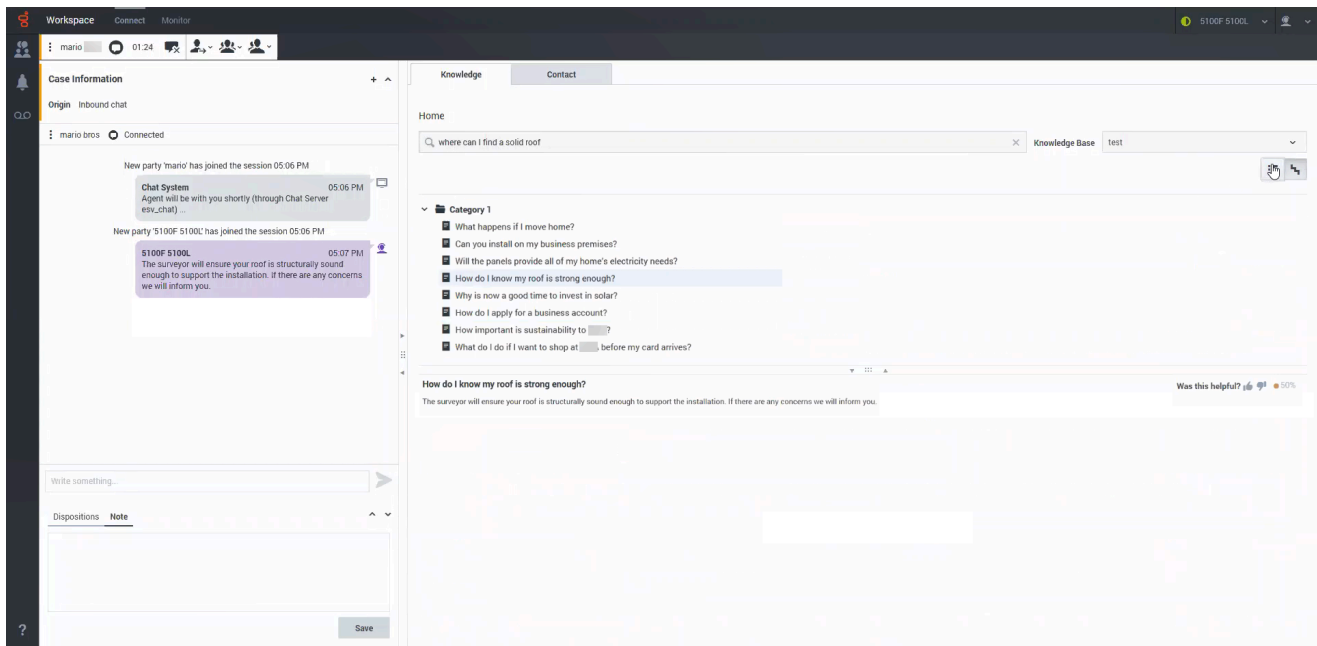 Workspace Connect Monitor
5100F 5100L
mario 01:24
Case Information
Origin Inbound chat
mario bros Connected
New party 'mario' has joined the session 05:06 PM
Chat System 05:06 PM
Agent will be with you shortly (through Chat Server
esv_chat) ...
New party '5100F 5100L' has joined the session 05:06 PM
5100F 5100L 05:07 PM
The surveyor will ensure your roof is structurally sound
enough to support the installation. If there are any concerns
we will inform you.
Write something...
Dispositions Note
Save
?
Knowledge Contact
Home
where can I find a solid roof
Knowledge Base test
Category 1
What happens if I move home?
Can you install on my business premises?
Will the panels provide all of my home's electricity needs?
How do I know my roof is strong enough?
Why is now a good time to invest in solar?
How do I apply for a business account?
How important is sustainability to ?
What do I do if I want to shop at , before my card arrives?
How do I know my roof is strong enough?
Was this helpful? 50%
The surveyor will ensure your roof is structurally sound enough to support the installation. If there are any concerns we will inform you.